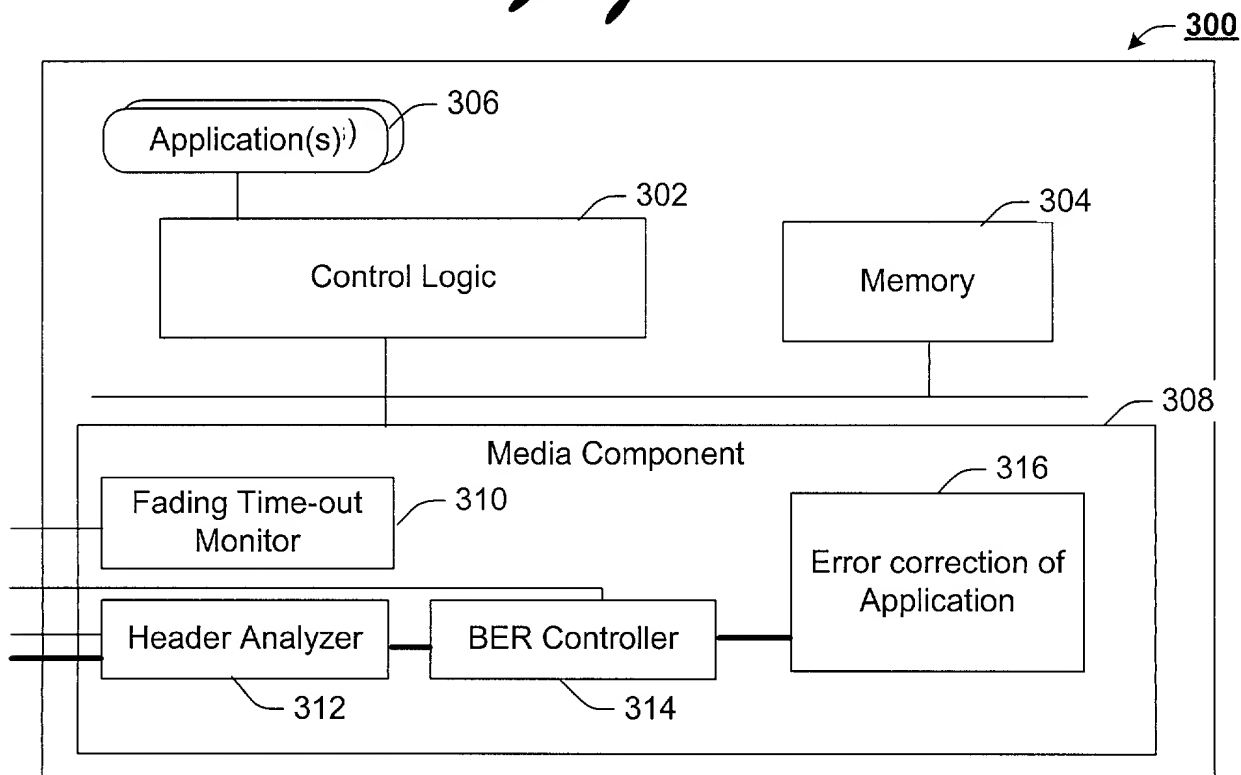 300
306
Application(s)
302
304
Control Logic
Memory
308
Media Component
316
Fading Time-out
Monitor
310
Error correction of
Application
Header Analyzer
BER Controller
312
314